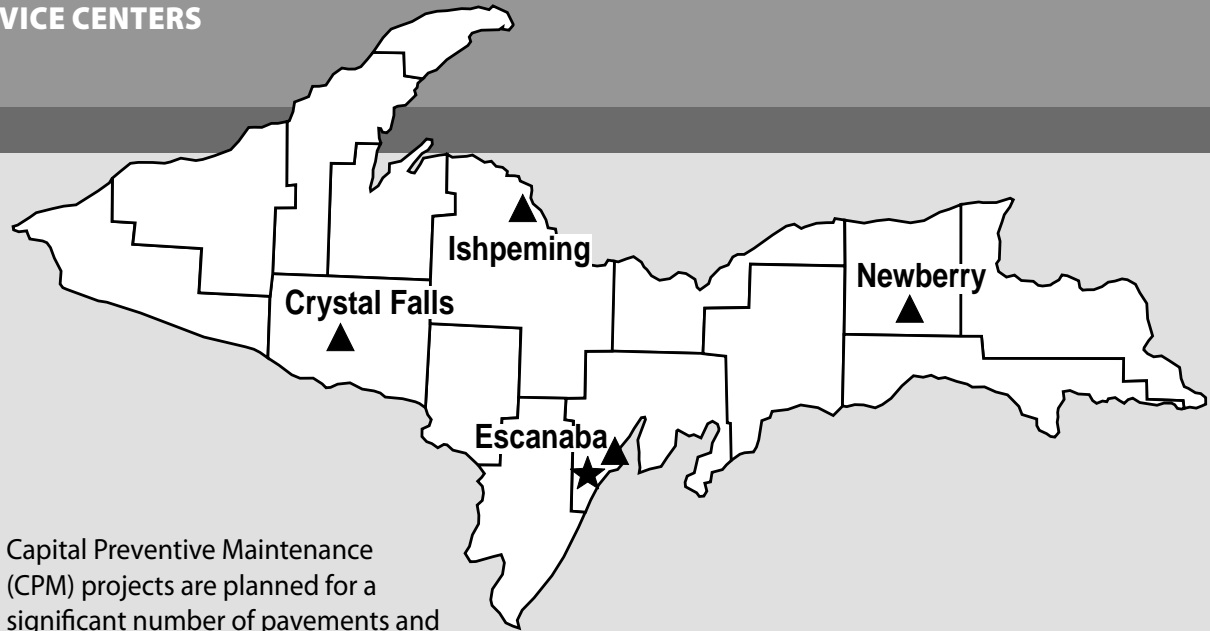 VICE CENTERS
Ishpeming
Newberry
Crystal Falls
Escanaba
Capital Preventive Maintenance
(CPM) projects are planned for a
significant number of pavements and